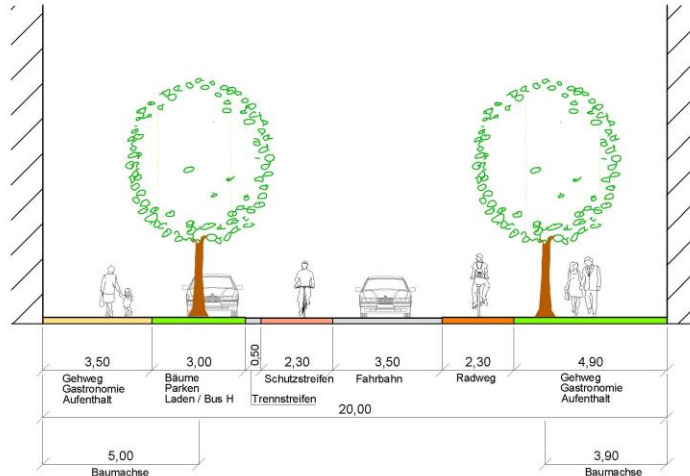 3,50
3,00
0,50
2,30
3,50
2,30
4,90
Gehweg
Gastronomie
Aufenthalt
Bäume
Parken
Laden / Bus H
Trennstreifen
Schutzstreifen
Fahrbahn
Radweg
Gehweg
Gastronomie
Aufenthalt
20,00
5,00
3,90
Baumachse
Baumachse